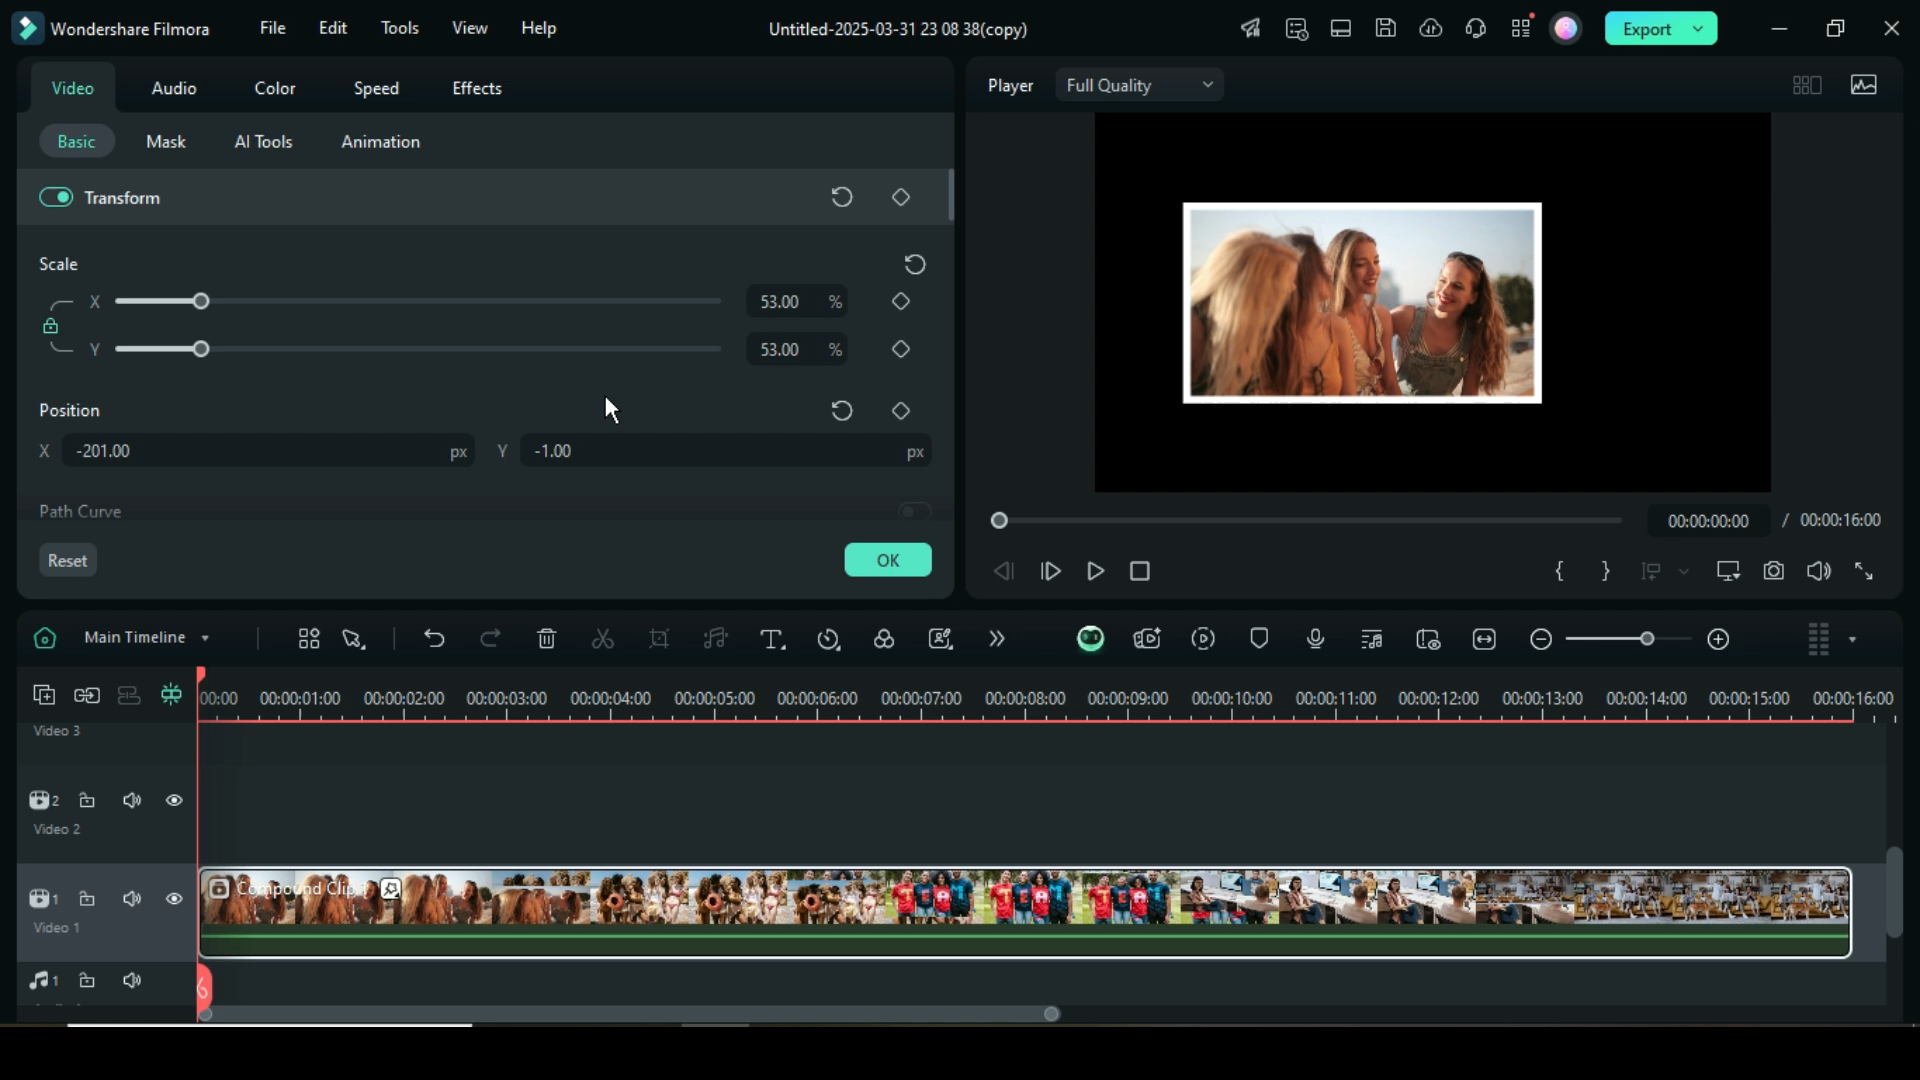 Wondershare Filmora
File
Edit
Tools
View
Help
Untitled-2025-03-31 23 08 38(copy)
Export
Video
Audio
Color
Speed
Effects
Player
Full Quality
Basic
Mask
AI Tools
Animation
Transform
Scale
X
53.00 %
Y
53.00 %
Position
X -201.00 px
Y -1.00 px
Path Curve
Reset
OK
00:00:00:00 / 00:00:16:00
Main Timeline
00:00
00:00:01:00
00:00:02:00
00:00:03:00
00:00:04:00
00:00:05:00
00:00:06:00
00:00:07:00
00:00:08:00
00:00:09:00
00:00:10:00
00:00:11:00
00:00:12:00
00:00:13:00
00:00:14:00
00:00:15:00
00:00:16:00
Video 3
2
Video 2
Compound Clip
1
Video 1
1